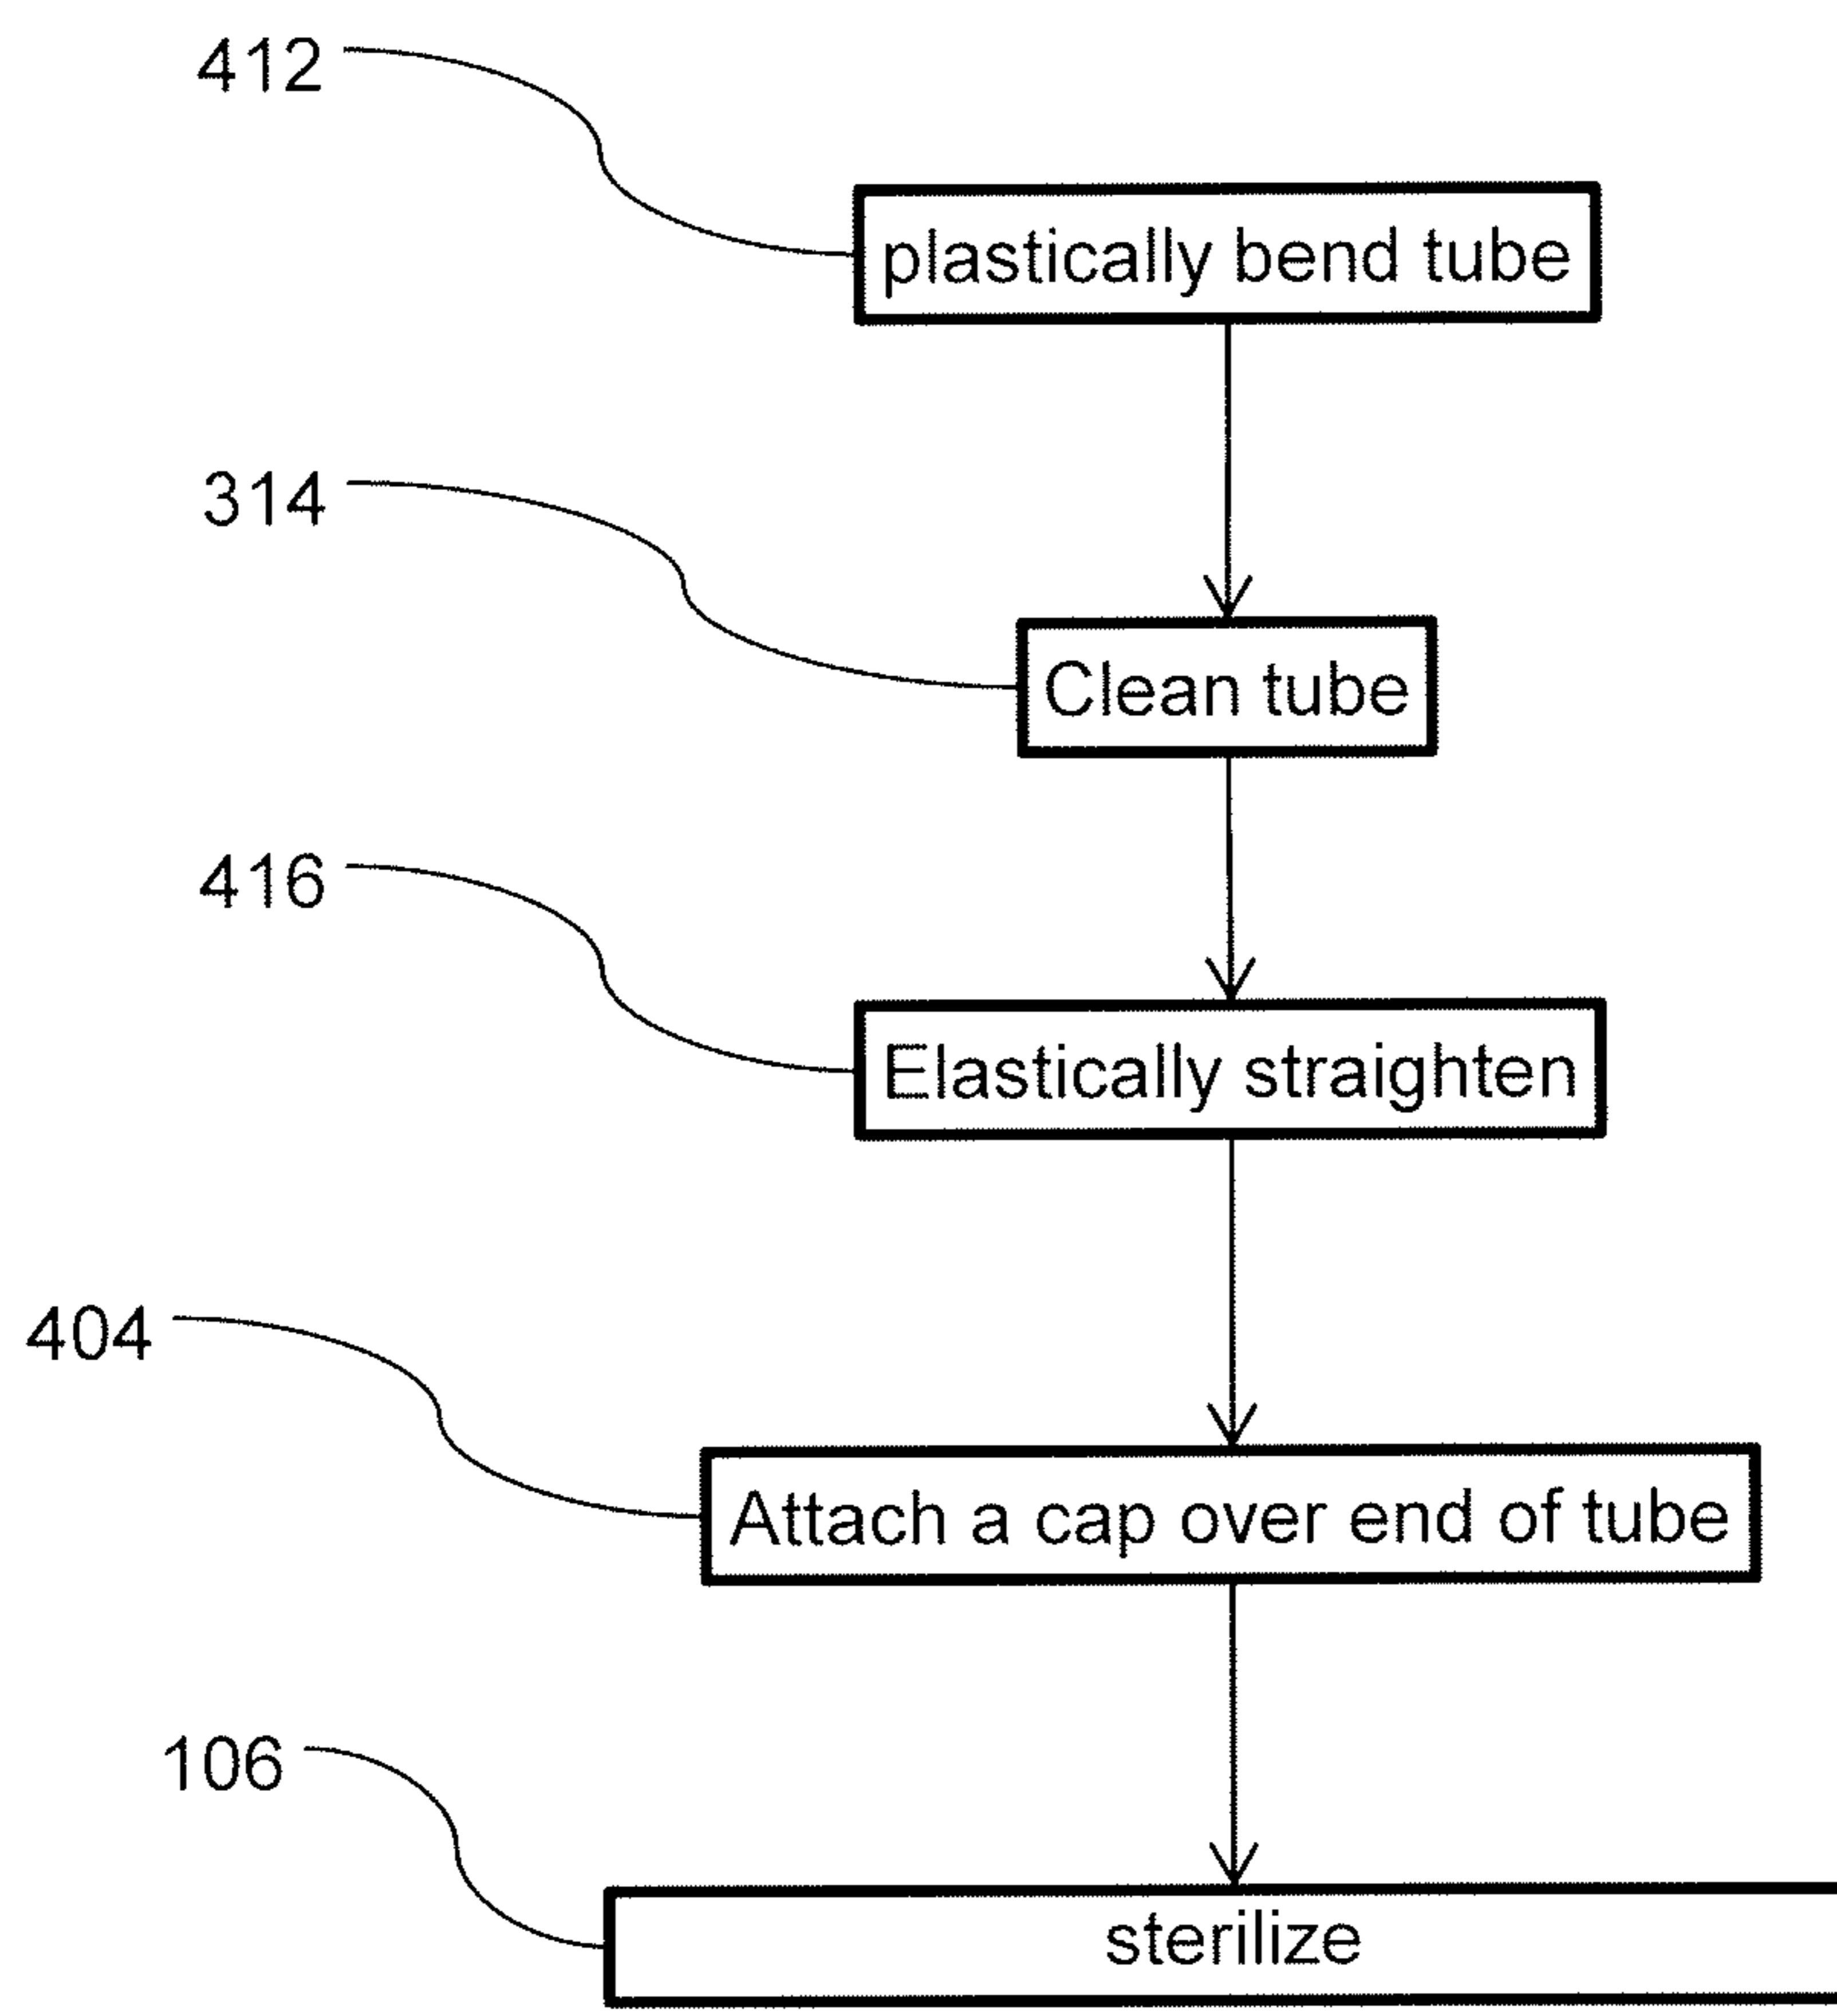 412
plastically bend tube
314
Clean tube
416
Elastically straighten
404
Attach a cap over end of tube
106
sterilize